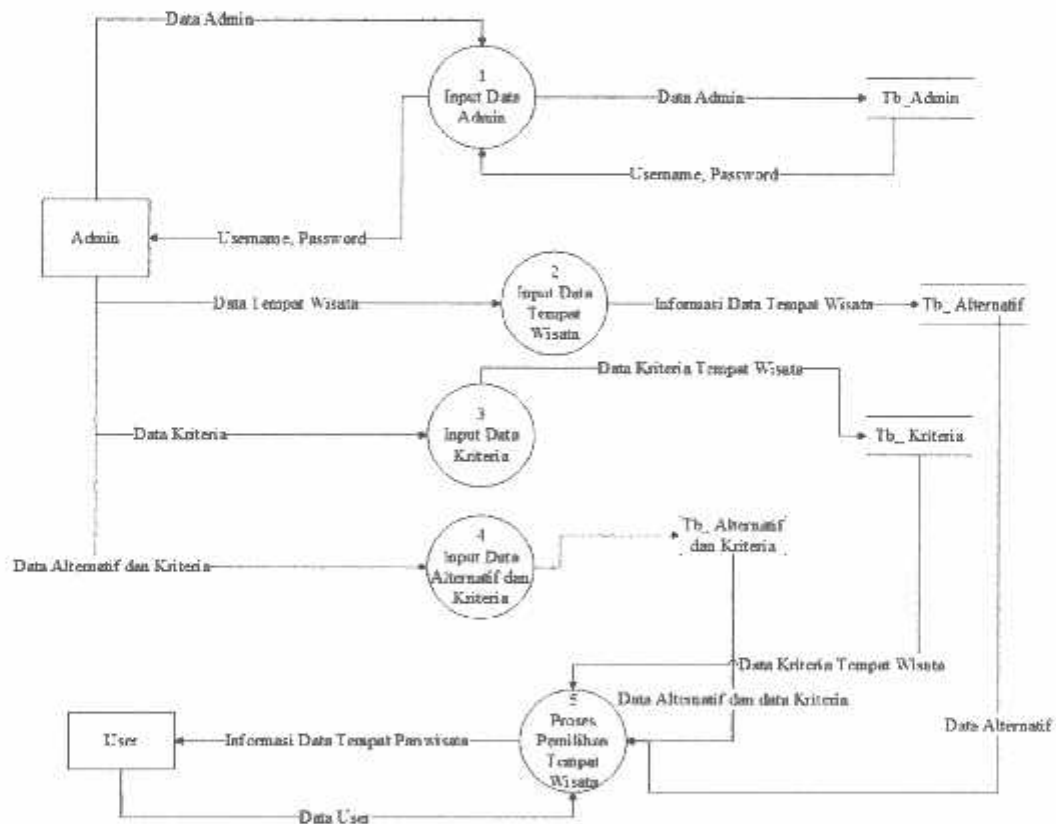 Data Admin
1
Input Data
Admin
Data Admin
Tb_Admin
Username, Password
Admin
Username, Password
2
Input Data
Tempat
Wisata
Data Tempat Wisata
Informasi Data Tempat Wisata
Tb_ Alternatif
Data Kriteria Tempat Wisata
3
Input Data
Kriteria
Data Kriteria
Tb_ Kriteria
Tb_ Alternatif
dan Kriteria
4
Input Data
Alternatif dan
Kriteria
Data Alternatif dan Kriteria
Data Kriteria Tempat Wisata
Data Alternatif dan data Kriteria
5
Proses
Pemilihan
Tempat
Wisata
Data Alternatif
User
Informasi Data Tempat Pariwisata
Data User